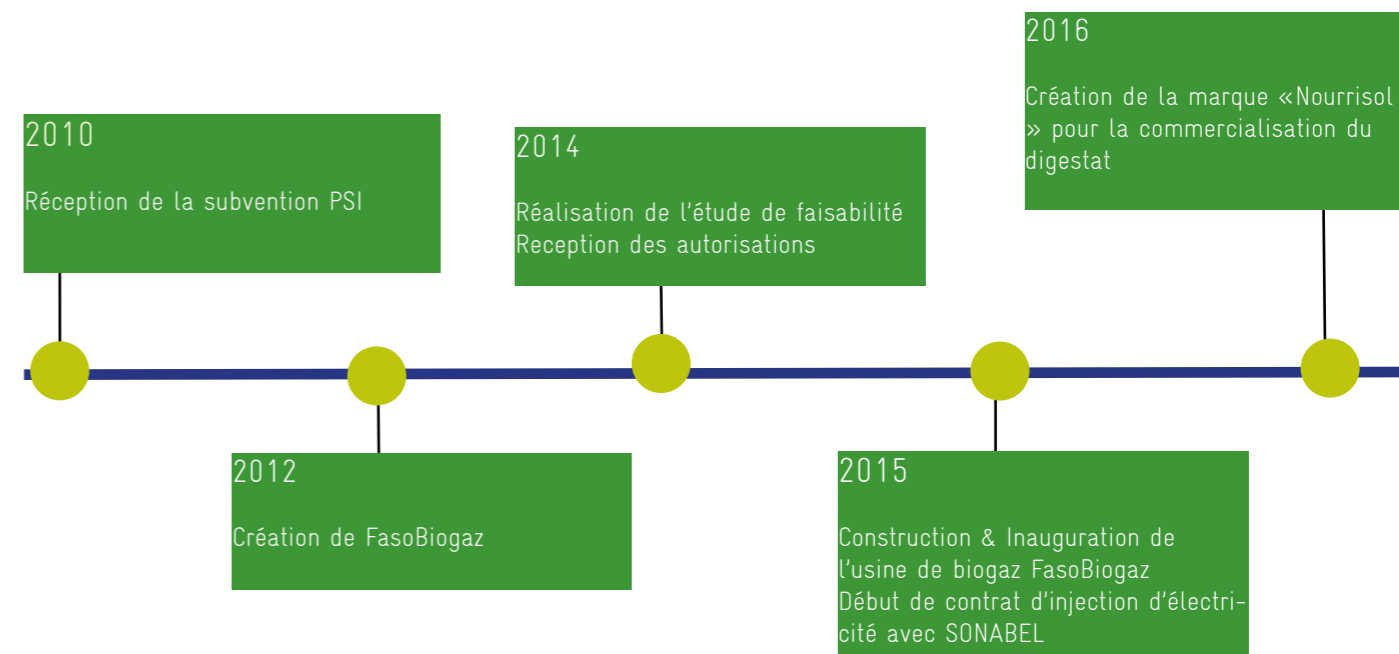 2010
Réception de la subvention PSI
2012
Création de FasoBiogaz
2014
Réalisation de l'étude de faisabilité
Reception des autorisations
2015
Construction & Inauguration de
l'usine de biogaz FasoBiogaz
Début de contrat d'injection d'électri-
cité avec SONABEL
2016
Création de la marque «Nourrisol
» pour la commercialisation du
digestat